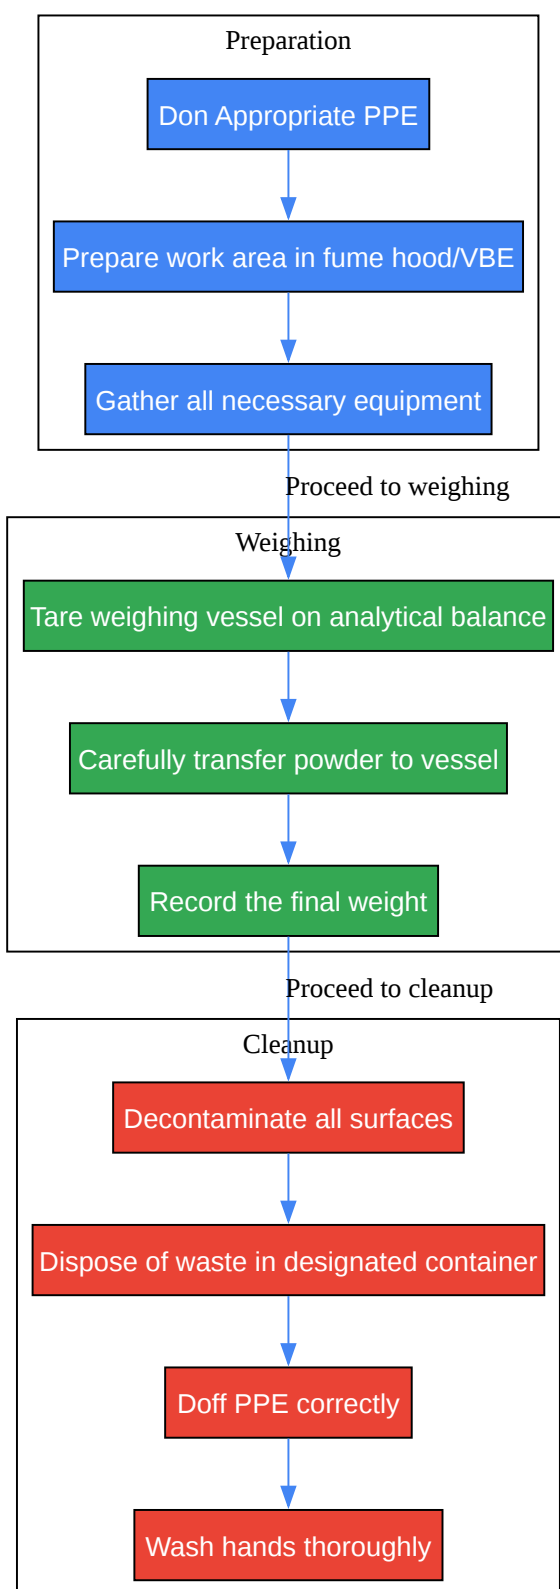 Preparation
Don Appropriate PPE
Prepare work area in fume hood/VBE
Gather all necessary equipment
Proceed to weighing
Weighing
Tare weighing vessel on analytical balance
Carefully transfer powder to vessel
Record the final weight
Proceed to cleanup
Cleanup
Decontaminate all surfaces
Dispose of waste in designated container
Doff PPE correctly
Wash hands thoroughly